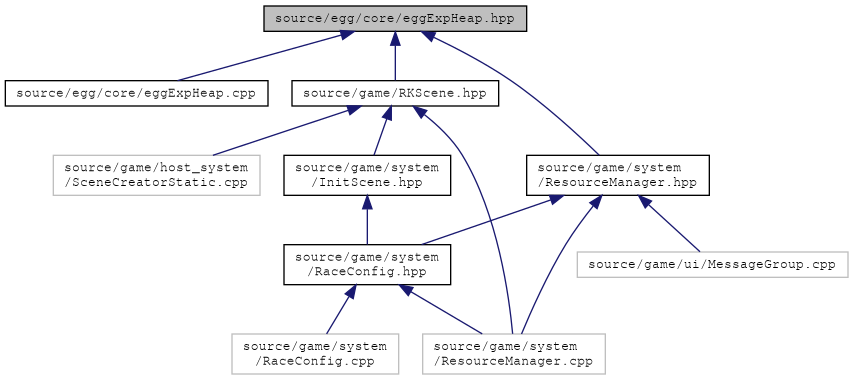 source/egg/core/eggExpHeap.hpp
source/egg/core/eggExpHeap.cpp
source/game/RKScene.hpp
source/game/host_system
/SceneCreatorStatic.cpp
source/game/system
/InitScene.hpp
source/game/system
/ResourceManager.hpp
source/game/system
/RaceConfig.hpp
source/game/ui/MessageGroup.cpp
source/game/system
/RaceConfig.cpp
source/game/system
/ResourceManager.cpp